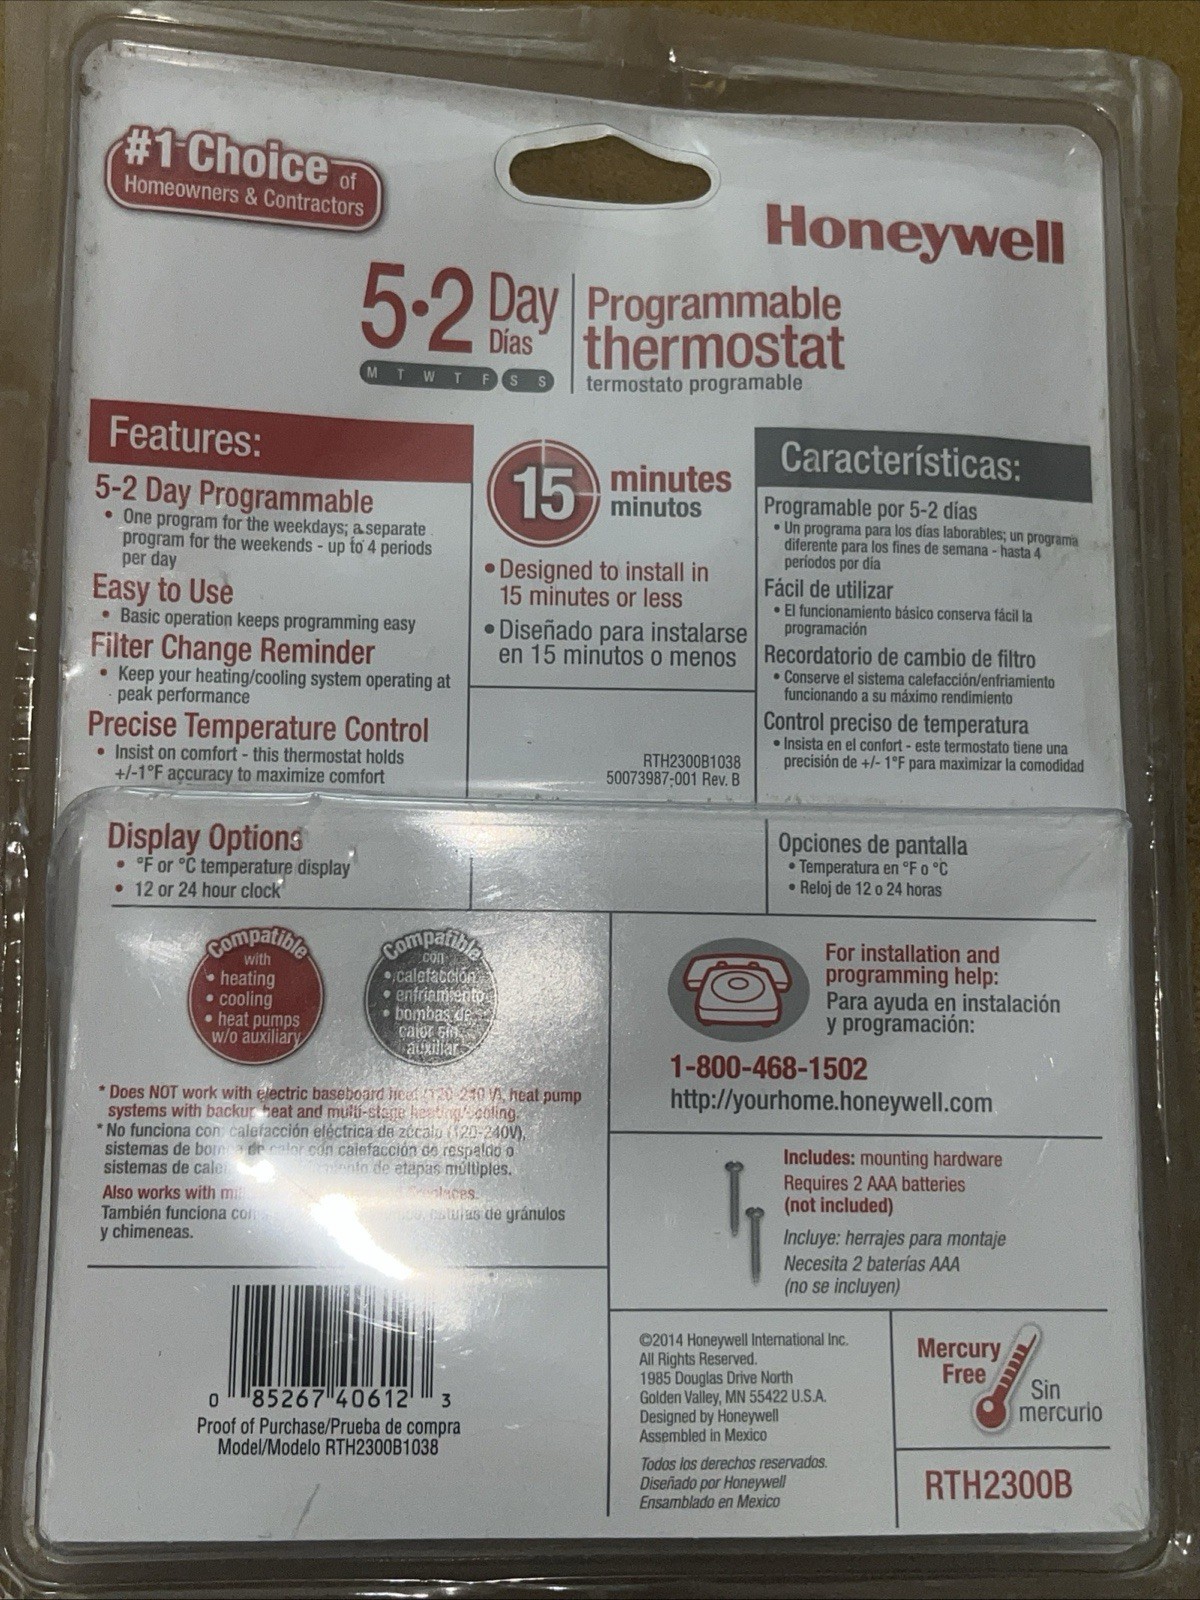 #1 Choice of
Homeowners & Contractors
Honeywell
5•2 Day
Días
M T W T F S S
Programmable
thermostat
termostato programable
Features:
5-2 Day Programmable
• One program for the weekdays; a separate
program for the weekends - up to 4 periods
per day
Easy to Use
• Basic operation keeps programming easy
Filter Change Reminder
• Keep your heating/cooling system operating at
peak performance
Precise Temperature Control
• Insist on comfort - this thermostat holds
+/-1°F accuracy to maximize comfort
Display Options
• °F or °C temperature display
• 12 or 24 hour clock
15 minutes
minutos
• Designed to install in
15 minutes or less
• Diseñado para instalarse
en 15 minutos o menos
RTH2300B1038
50073987-001 Rev. B
Características:
Programable por 5-2 días
• Un programa para los días laborables; un programa
diferente para los fines de semana - hasta 4
períodos por día
Fácil de utilizar
• El funcionamiento básico conserva fácil la
programación
Recordatorio de cambio de filtro
• Conserve el sistema calefacción/enfriamiento
funcionando a su máximo rendimiento
Control preciso de temperatura
• Insista en el confort - este termostato tiene una
precisión de +/- 1°F para maximizar la comodidad
Opciones de pantalla
• Temperatura en °F o °C
• Reloj de 12 o 24 horas
Compatible
with
• heating
• cooling
• heat pumps
w/o auxiliary
Compatible
con
• calefacción
• enfriamiento
• bombas de
calor sin
auxiliar
* Does NOT work with electric baseboard heat (120-240 V), heat pump
systems with backup heat and multi-stage heating/cooling.
* No funciona con calefacción eléctrica de zócalo (120-240V),
sistemas de bomba de calor con calefacción de respaldo o
sistemas de de etapas múltiples.
Also works with
También funciona con de gránulos
y chimeneas.
0 85267 40612 3
Proof of Purchase/Prueba de compra
Model/Modelo RTH2300B1038
For installation and
programming help:
Para ayuda en instalación
y programación:
1-800-468-1502
http://yourhome.honeywell.com
Includes: mounting hardware
Requires 2 AAA batteries
(not included)
Incluye: herrajes para montaje
Necesita 2 baterías AAA
(no se incluyen)
©2014 Honeywell International Inc.
All Rights Reserved.
1985 Douglas Drive North
Golden Valley, MN 55422 U.S.A.
Designed by Honeywell
Assembled in Mexico
Todos los derechos reservados.
Diseñado por Honeywell
Ensamblado en Mexico
Mercury
Free
Sin
mercurio
RTH2300B